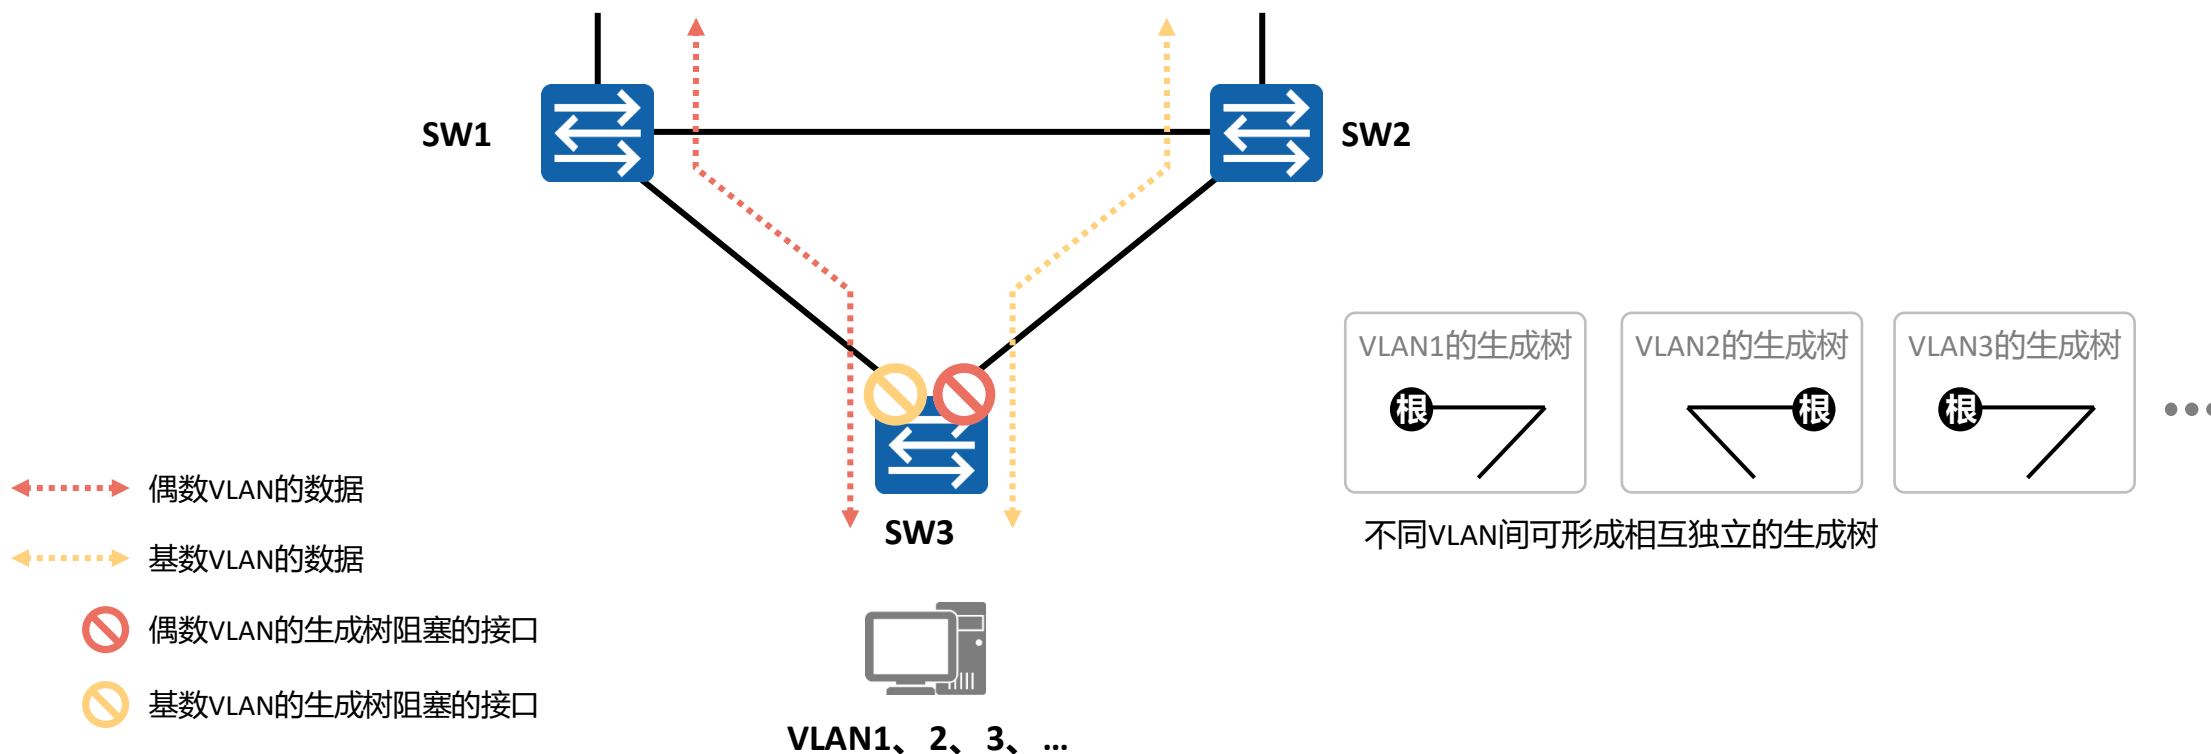 SW1
SW2
VLAN1的生成树
VLAN2的生成树
VLAN3的生成树
根
根
根
不同VLAN间可形成相互独立的生成树
SW3
偶数VLAN的数据
基数VLAN的数据
偶数VLAN的生成树阻塞的接口
基数VLAN的生成树阻塞的接口
VLAN1、2、3、...